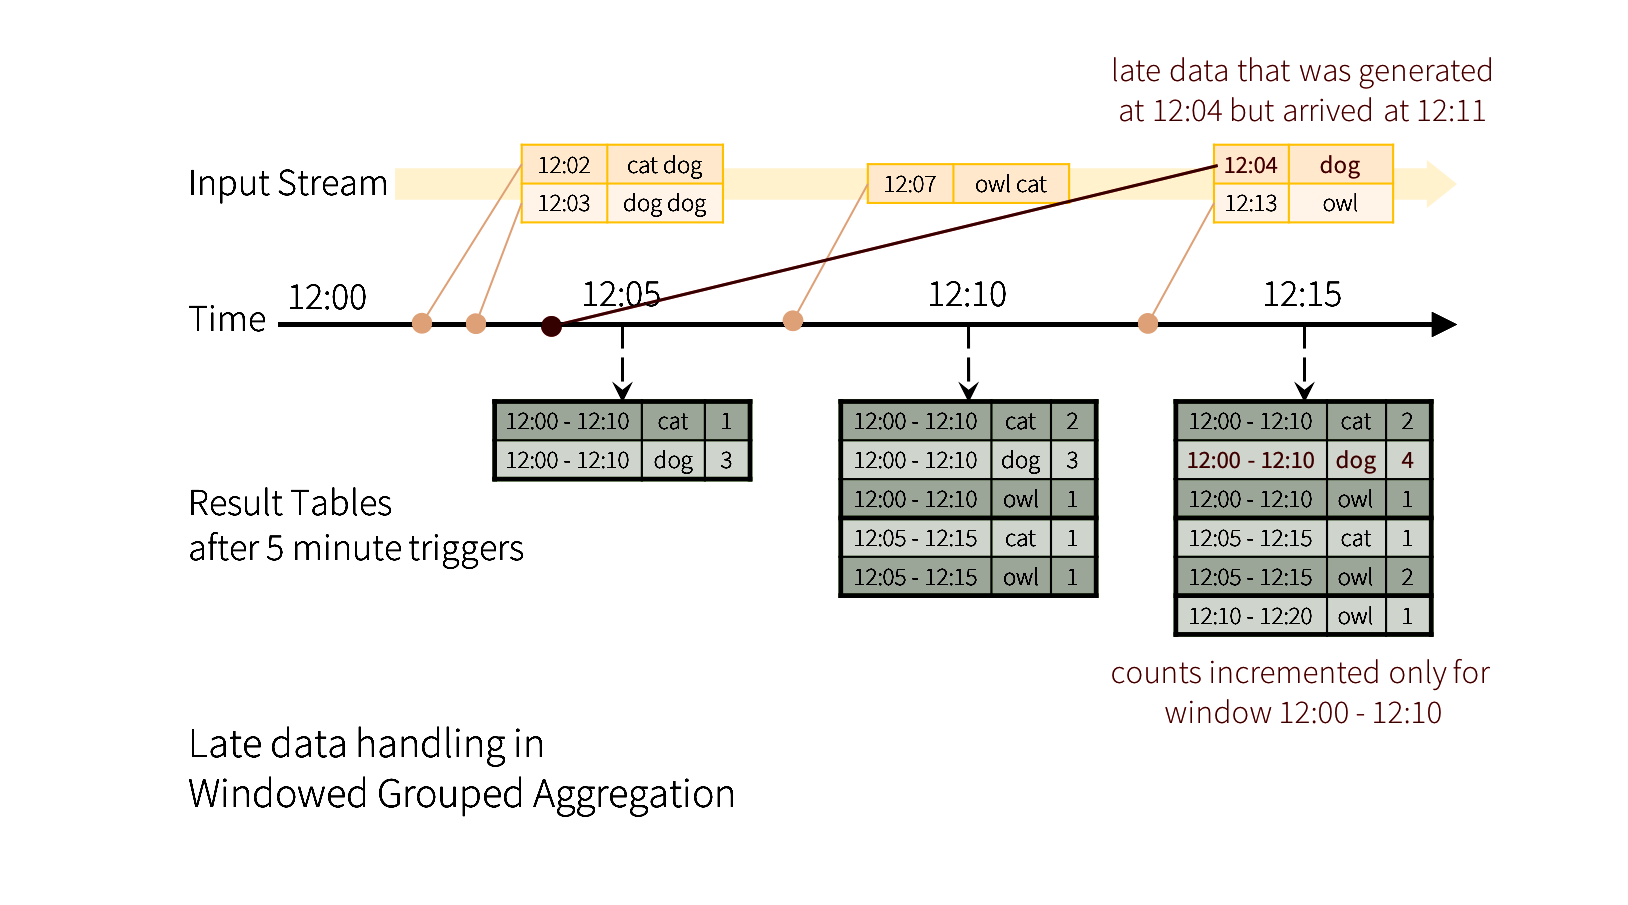 late data that was generated
at 12:04 but arrived at 12:11
Input Stream
12:02 cat dog
12:03 dog dog
12:07 owl cat
12:04 dog
12:13 owl
Time
12:00 12:05 12:10 12:15
12:00 - 12:10 cat 1
12:00 - 12:10 dog 3
12:00 - 12:10 cat 2
12:00 - 12:10 dog 3
12:00 - 12:10 owl 1
12:05 - 12:15 cat 1
12:05 - 12:15 owl 1
12:00 - 12:10 cat 2
12:00 - 12:10 dog 4
12:00 - 12:10 owl 1
12:05 - 12:15 cat 1
12:05 - 12:15 owl 2
12:10 - 12:20 owl 1
Result Tables
after 5 minute triggers
counts incremented only for
window 12:00 - 12:10
Late data handling in
Windowed Grouped Aggregation